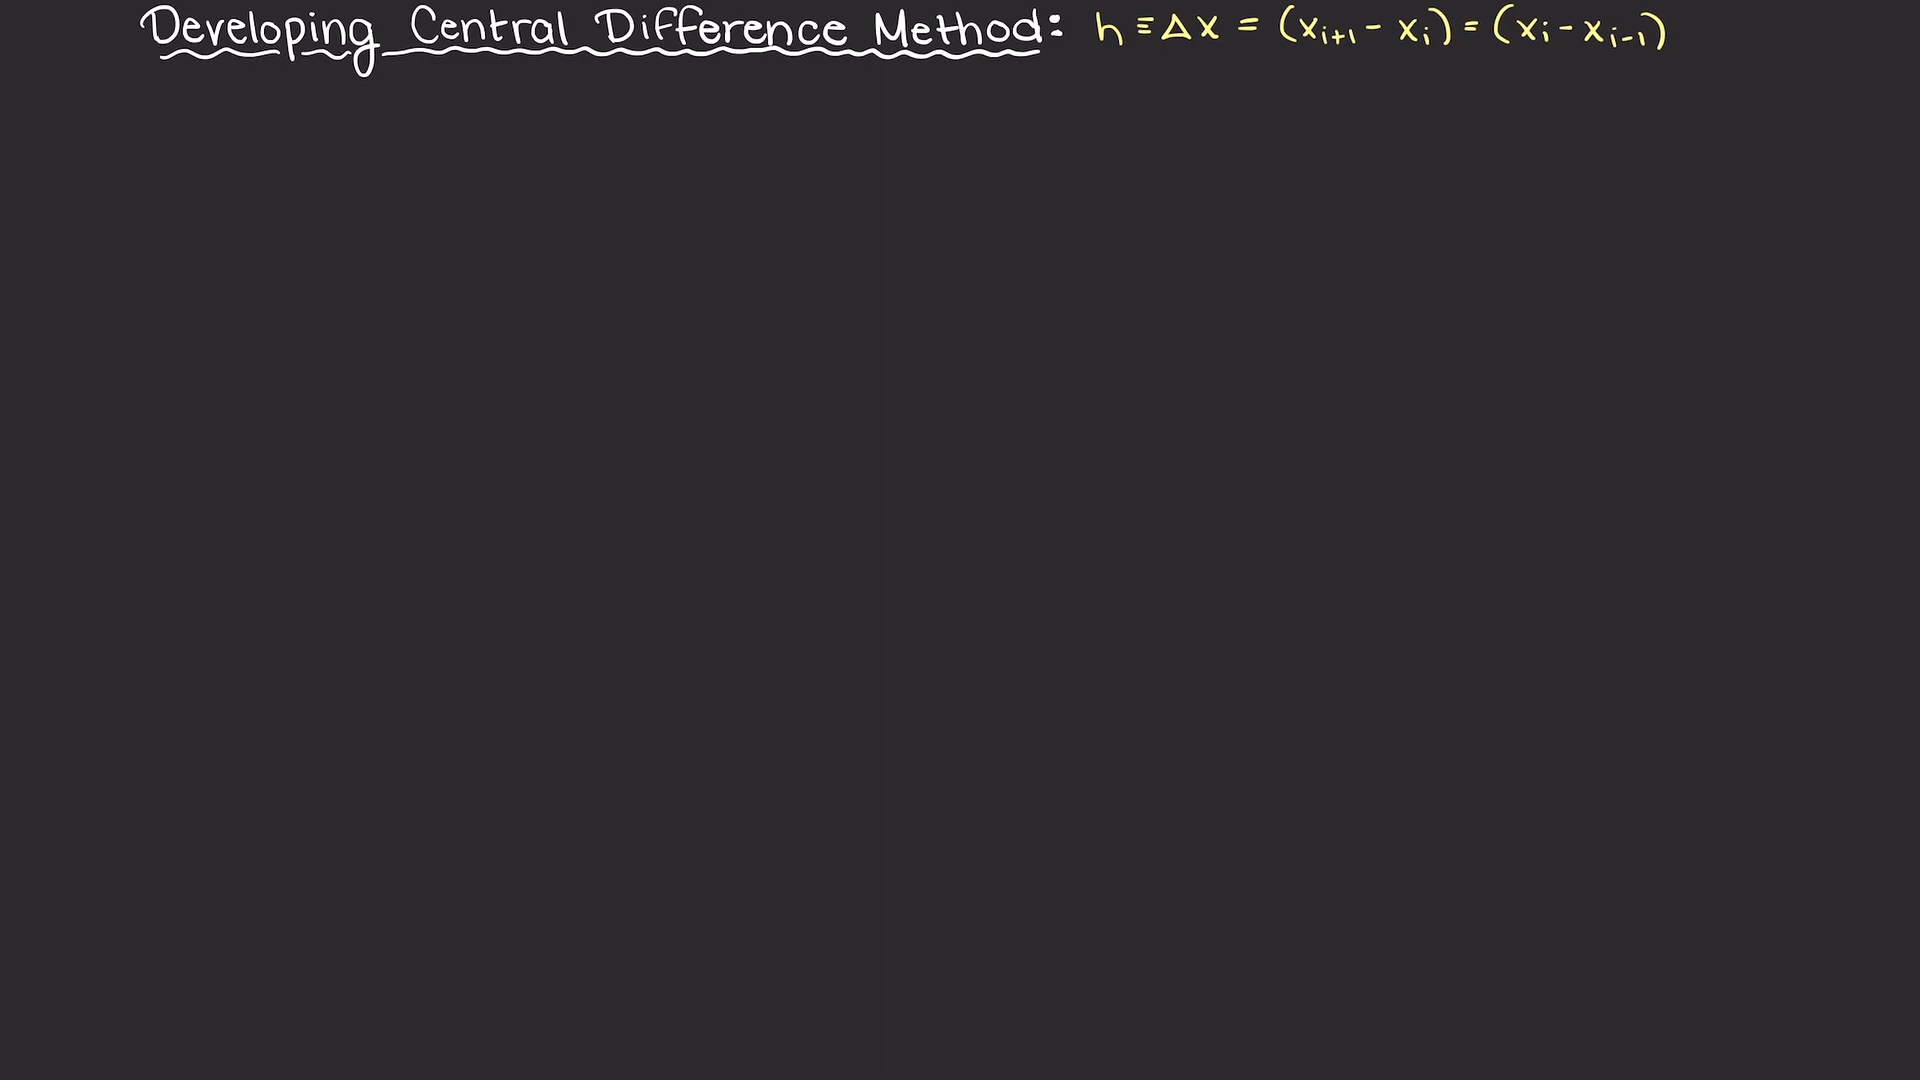 Developing Central Difference Method: h ≡ Δx = (xᵢ₊₁ - xᵢ) = (xᵢ - xᵢ₋₁)